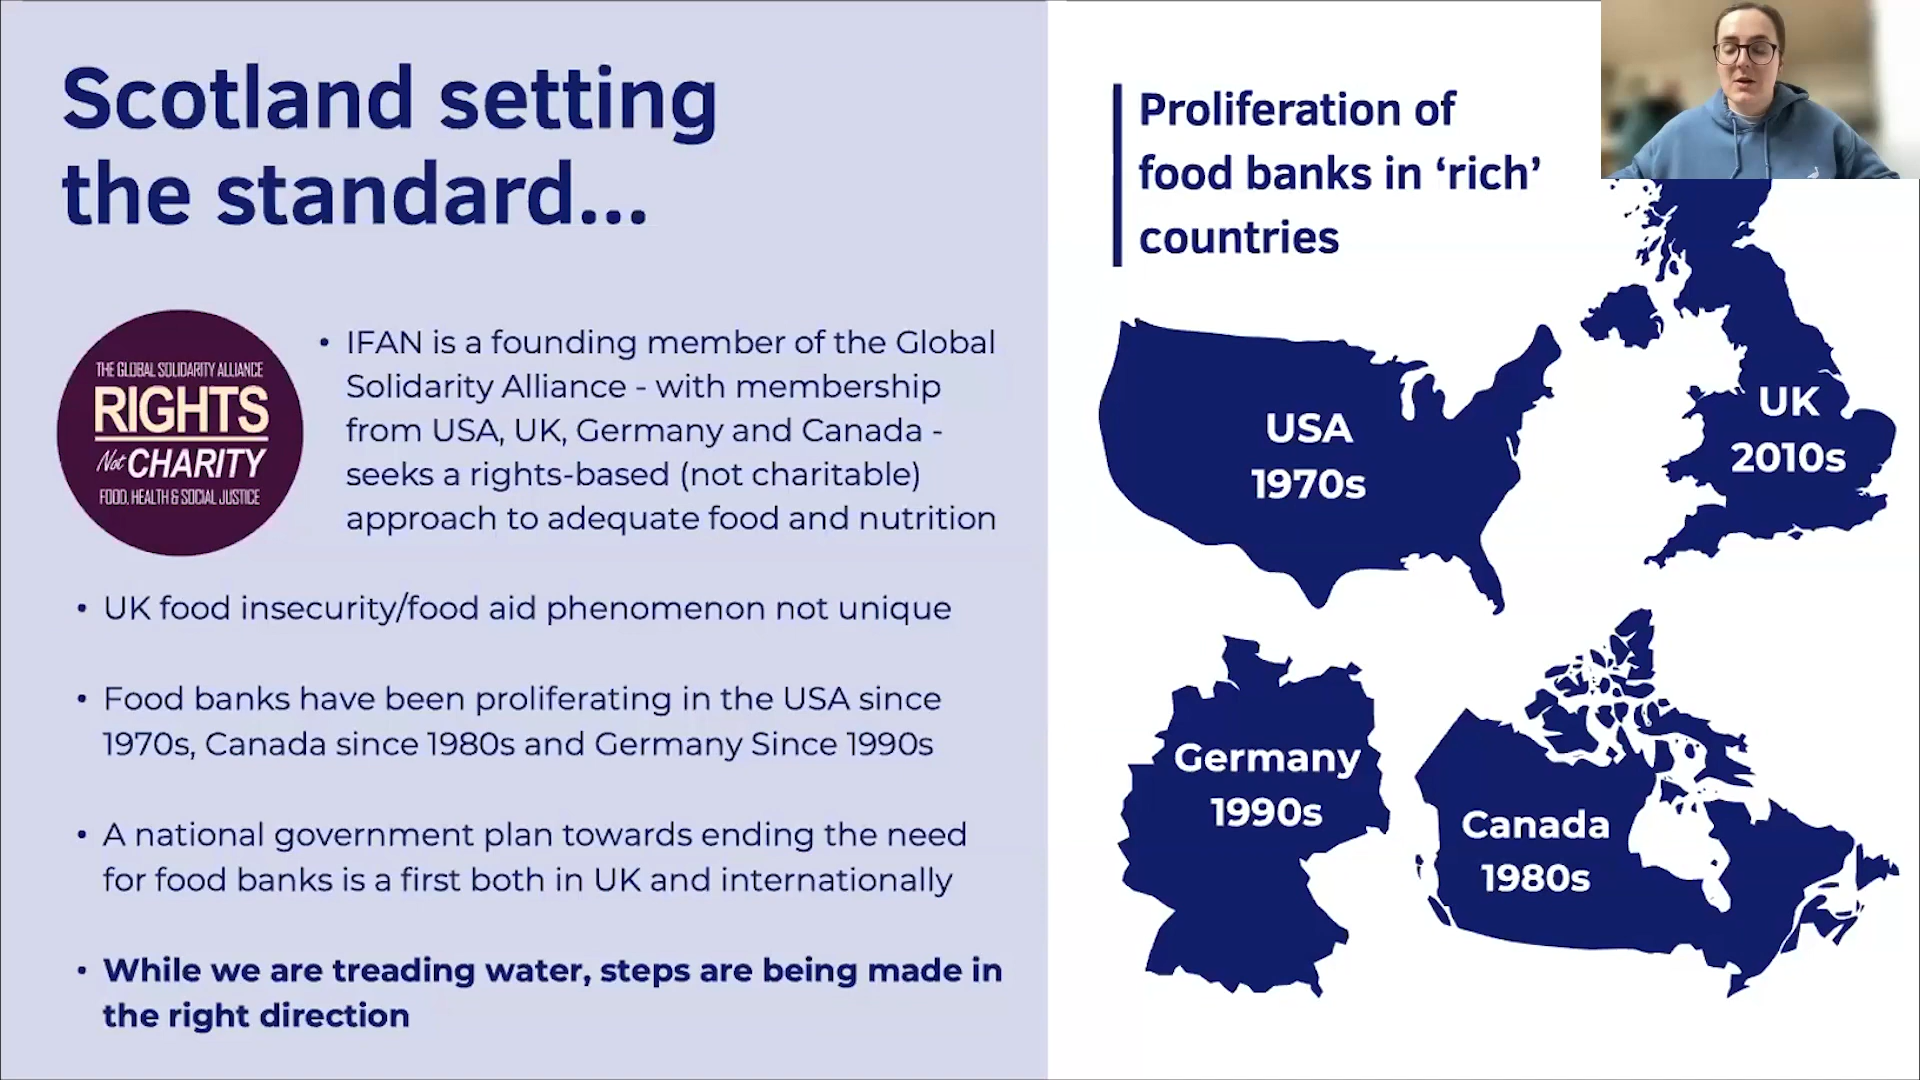 Scotland setting
the standard...
THE GLOBAL SOLIDARITY ALLIANCE
RIGHTS
Not CHARITY
FOOD, HEALTH & SOCIAL JUSTICE
• IFAN is a founding member of the Global
Solidarity Alliance - with membership
from USA, UK, Germany and Canada -
seeks a rights-based (not charitable)
approach to adequate food and nutrition
• UK food insecurity/food aid phenomenon not unique
• Food banks have been proliferating in the USA since
1970s, Canada since 1980s and Germany Since 1990s
• A national government plan towards ending the need
for food banks is a first both in UK and internationally
• While we are treading water, steps are being made in
the right direction
Proliferation of
food banks in ‘rich’
countries
USA
1970s
UK
2010s
Germany
1990s
Canada
1980s